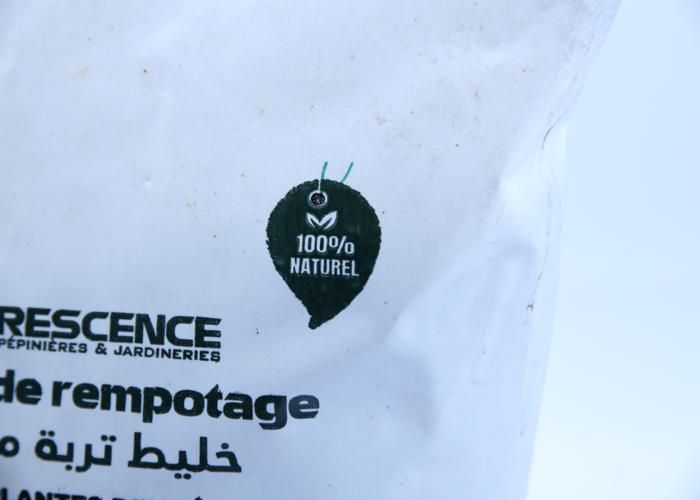 100%
NATUREL
RESCENCE
PÉPINIÈRES & JARDINERIES
de rempotage
خليط تربة م